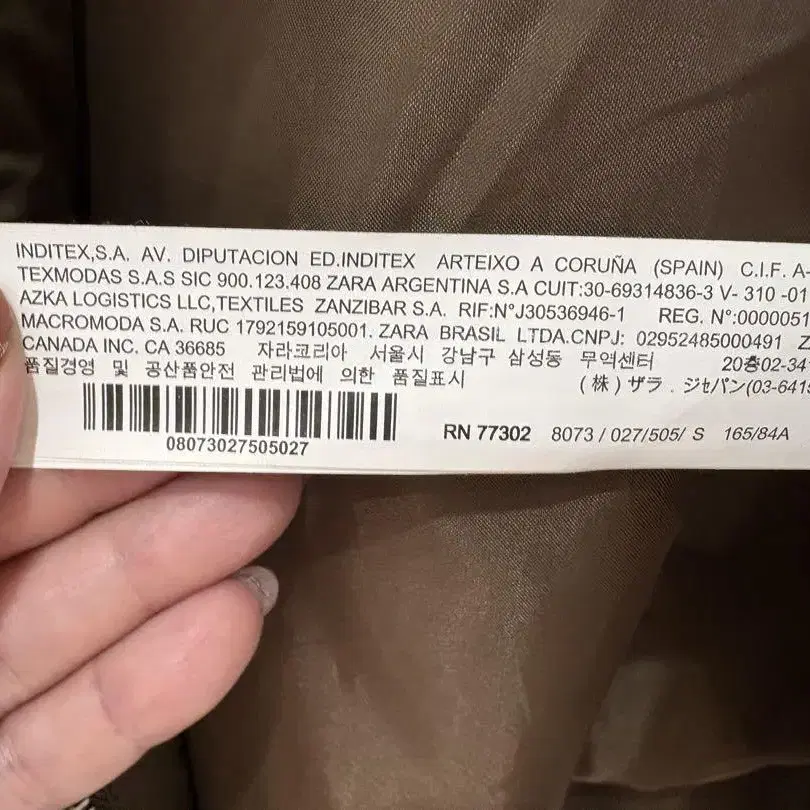 INDITEX,S.A. AV. DIPUTACION ED.INDITEX ARTEIXO A CORUÑA (SPAIN) C.I.F. A-
TEXMODAS S.A.S SIC 900.123.408 ZARA ARGENTINA S.A CUIT:30-69314836-3 V- 310 -01
AZKA LOGISTICS LLC,TEXTILES ZANZIBAR S.A. RIF:N°J30536946-1 REG. N°:0000051
MACROMODA S.A. RUC 1792159105001. ZARA BRASIL LTDA.CNPJ: 02952485000491 Z
CANADA INC. CA 36685 자라코리아 서울시 강남구 삼성동 무역센터 20층02-34
품질경영 및 공산품안전 관리법에 의한 품질표시 (株) ザラ . ジャパン(03-641
08073027505027
RN 77302 8073 / 027/505/ S 165/84A